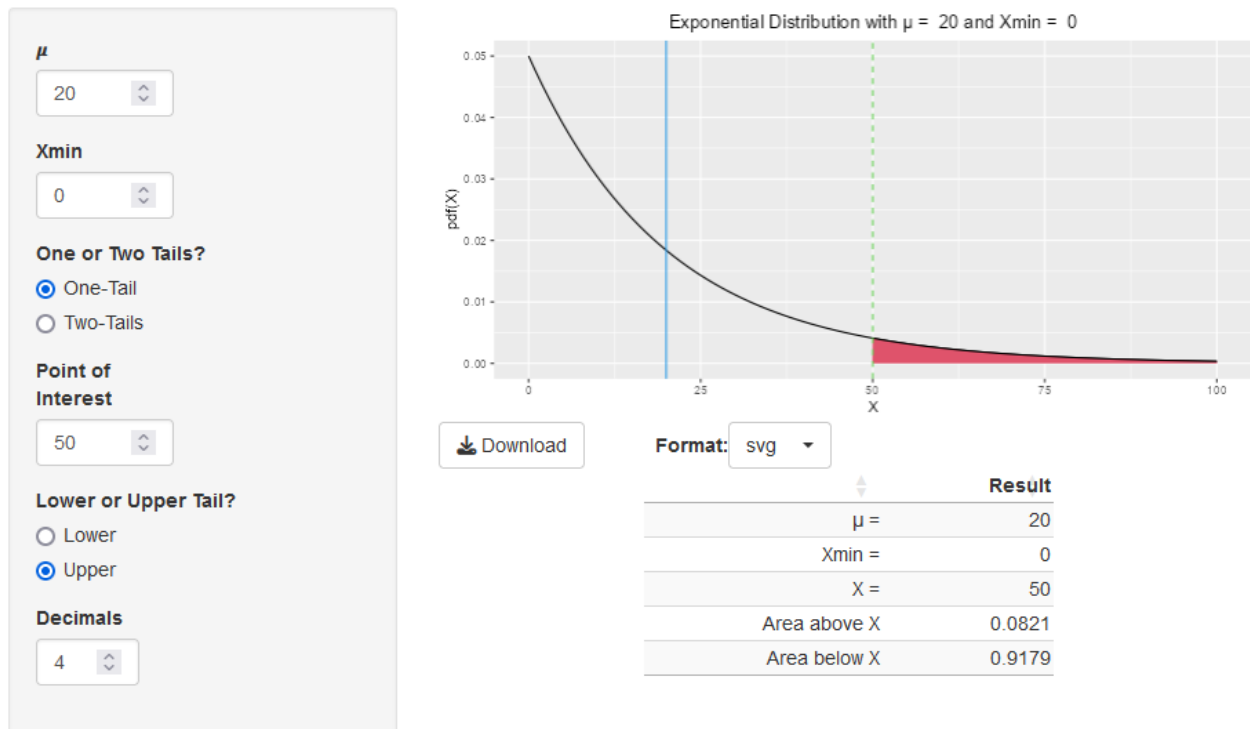 μ
20
Xmin
0
One or Two Tails?
One-Tail
Two-Tails
Point of
Interest
50
Lower or Upper Tail?
Lower
Upper
Decimals
4
Exponential Distribution with μ =  20 and Xmin =  0
pdf(X)
0.05
0.04
0.03
0.02
0.01
0.00
0 25 50 75 100
X
Download Format: svg
Result
μ = 20
Xmin = 0
X = 50
Area above X 0.0821
Area below X 0.9179